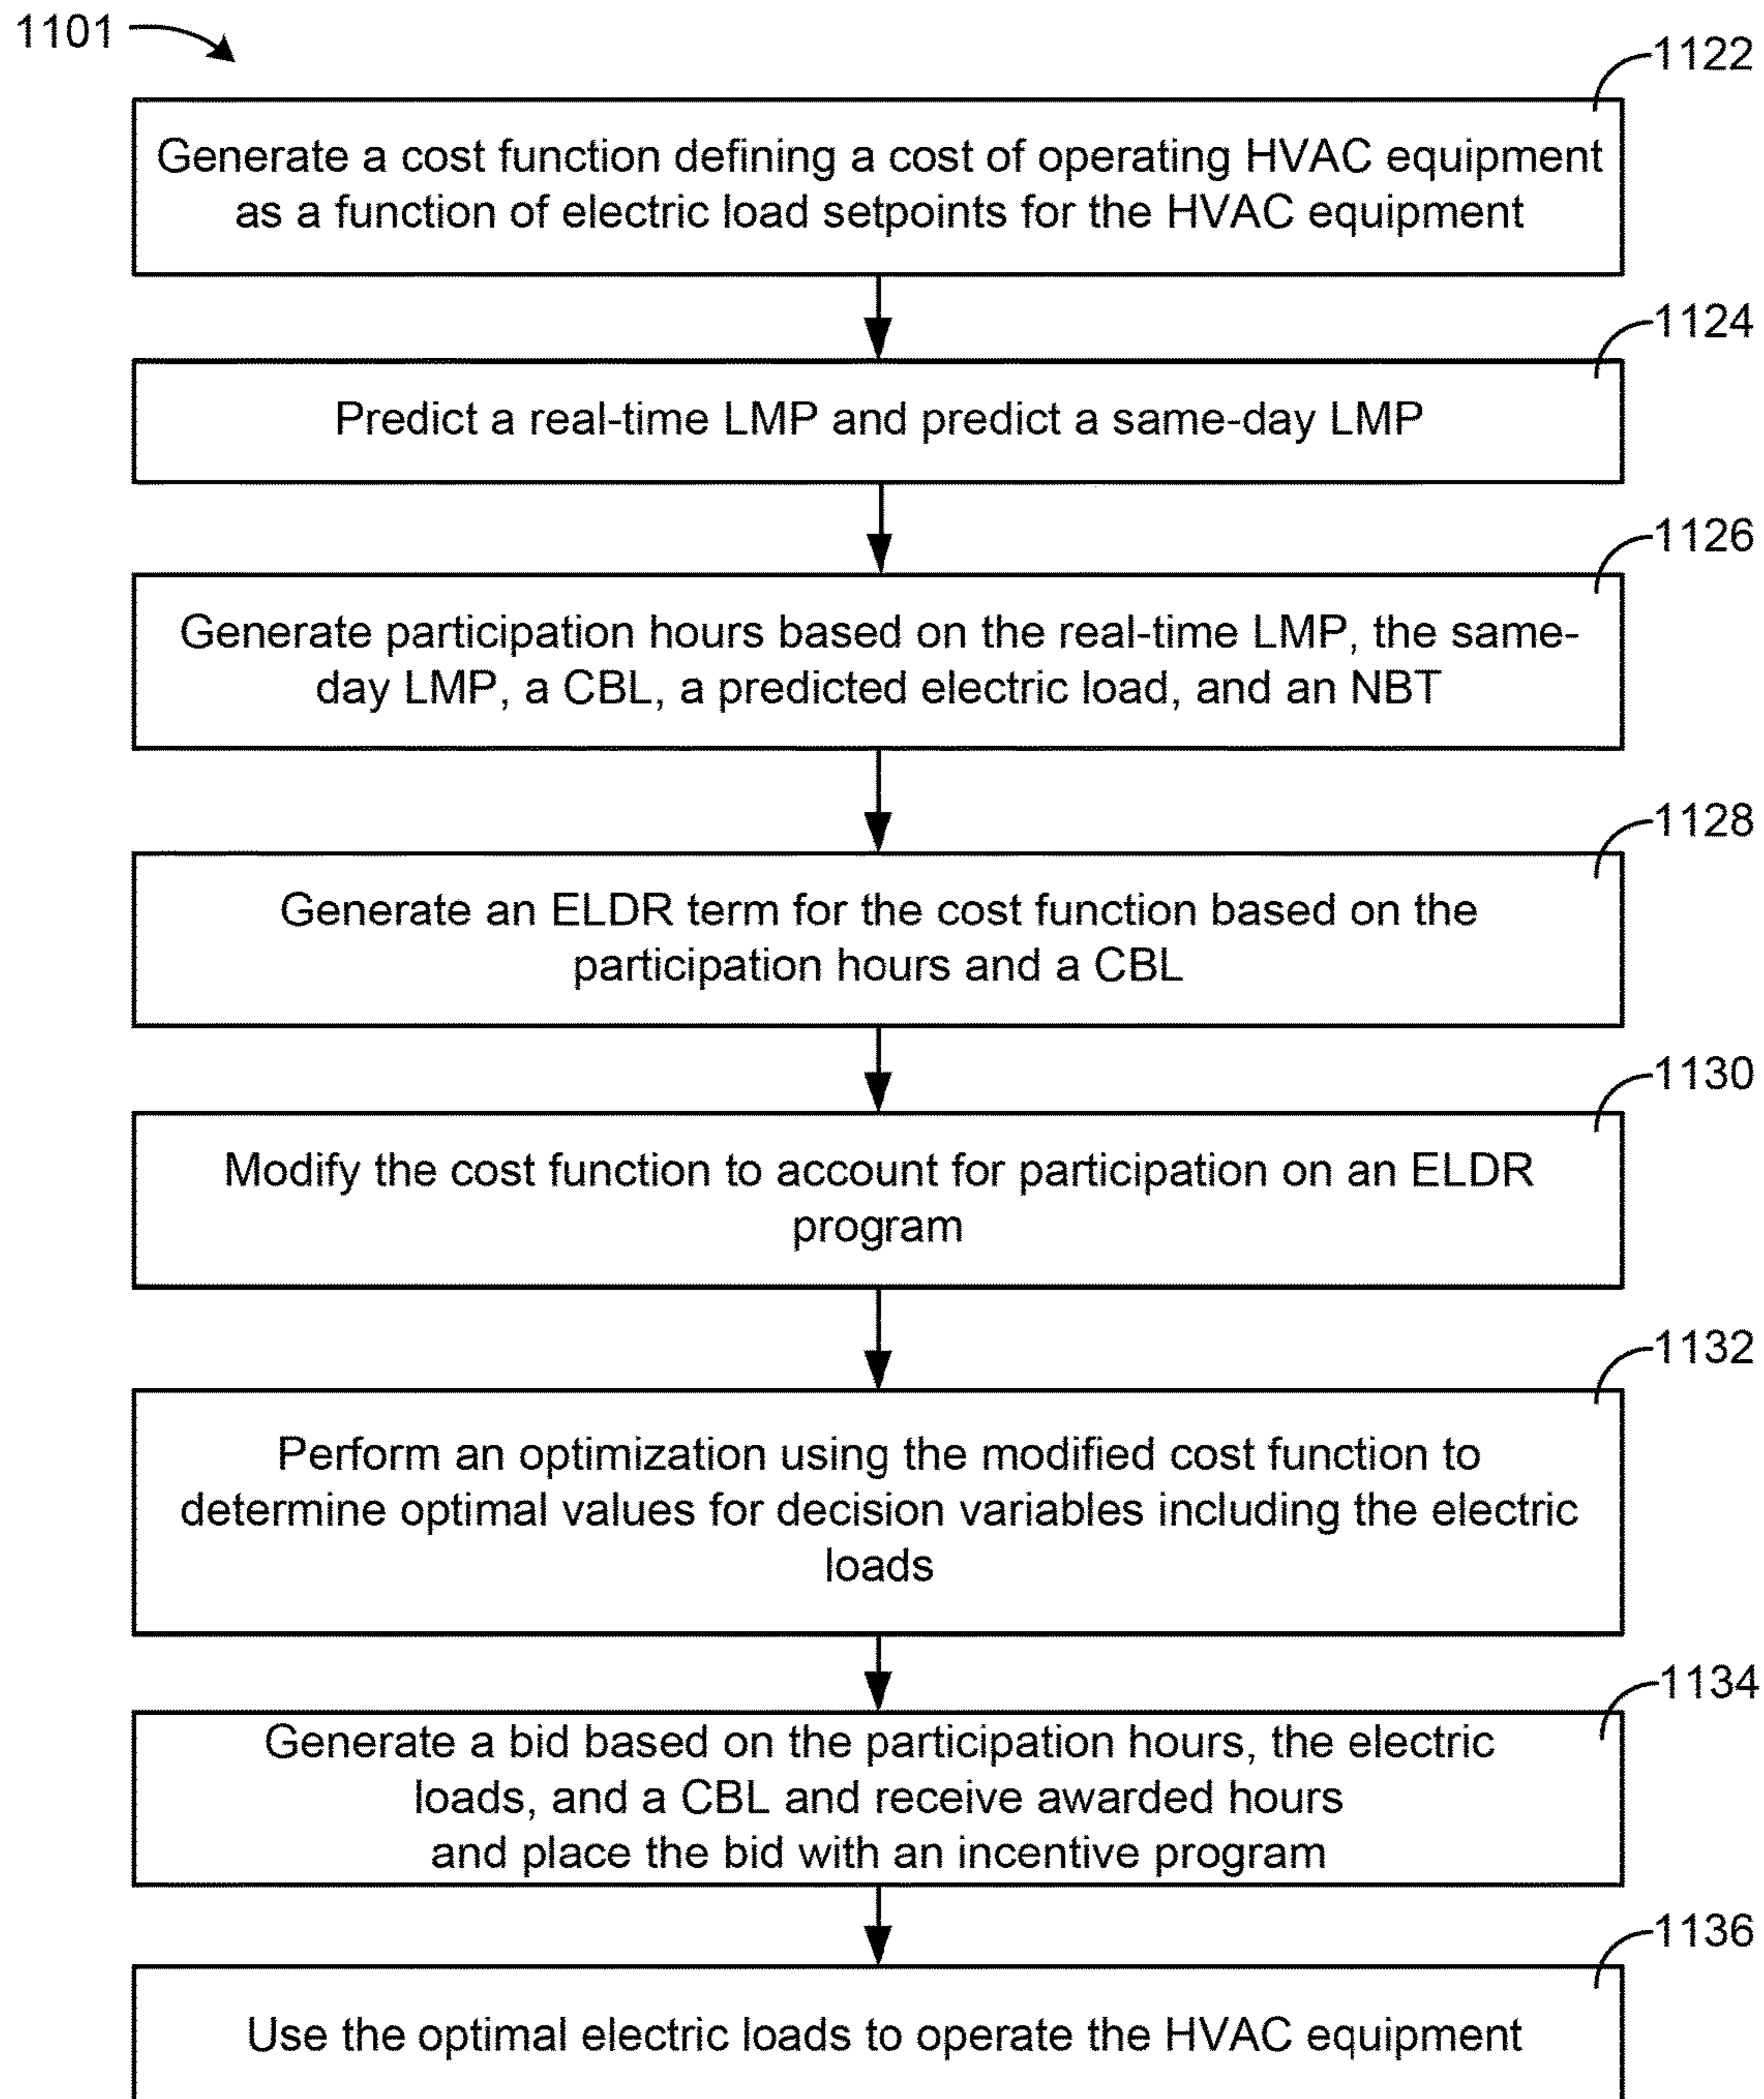 1101
1122
Generate a cost function defining a cost of operating HVAC equipment
as a function of electric load setpoints for the HVAC equipment
1124
Predict a real-time LMP and predict a same-day LMP
1126
Generate participation hours based on the real-time LMP, the same-
day LMP, a CBL, a predicted electric load, and an NBT
1128
Generate an ELDR term for the cost function based on the
participation hours and a CBL
1130
Modify the cost function to account for participation on an ELDR
program
1132
Perform an optimization using the modified cost function to
determine optimal values for decision variables including the electric
loads
1134
Generate a bid based on the participation hours, the electric
loads, and a CBL and receive awarded hours
and place the bid with an incentive program
1136
Use the optimal electric loads to operate the HVAC equipment